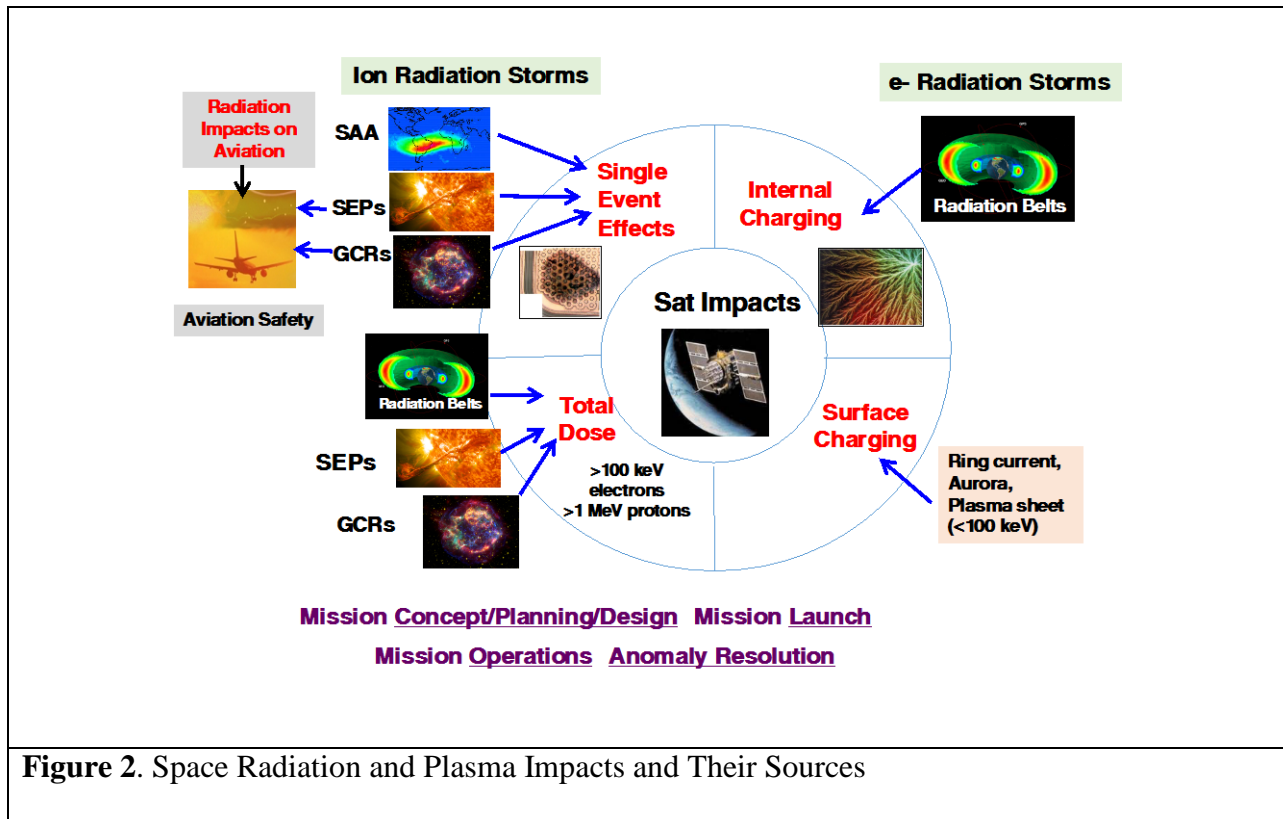 Ion Radiation Storms
e- Radiation Storms
Radiation
Impacts on
Aviation
SAA
SEPs
GCRs
Aviation Safety
Single
Event
Effects
Internal
Charging
Radiation Belts
Sat Impacts
Radiation Belts
SEPs
GCRs
Total
Dose
>100 keV
electrons
>1 MeV protons
Surface
Charging
Ring current,
Aurora,
Plasma sheet
(<100 keV)
Mission Concept/Planning/Design Mission Launch
Mission Operations Anomaly Resolution
Figure 2. Space Radiation and Plasma Impacts and Their Sources